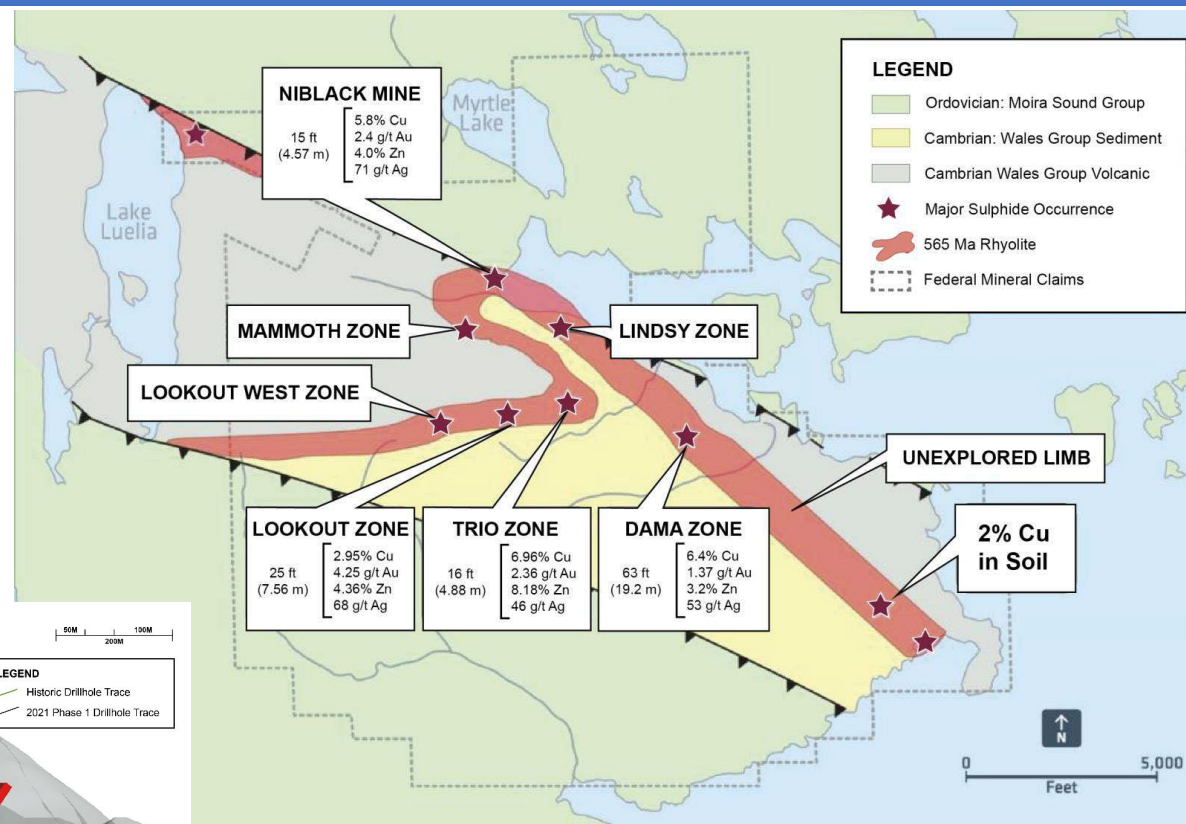 LEGEND
Ordovician: Moira Sound Group
Cambrian: Wales Group Sediment
Cambrian Wales Group Volcanic
Major Sulphide Occurrence
565 Ma Rhyolite
Federal Mineral Claims
NIBLACK MINE
15 ft
(4.57 m)
5.8% Cu
2.4 g/t Au
4.0% Zn
71 g/t Ag
Myrtle
Lake
Lake
Luelia
MAMMOTH ZONE
LINDSY ZONE
LOOKOUT WEST ZONE
UNEXPLORED LIMB
LOOKOUT ZONE
25 ft
(7.56 m)
2.95% Cu
4.25 g/t Au
4.36% Zn
68 g/t Ag
TRIO ZONE
16 ft
(4.88 m)
6.96% Cu
2.36 g/t Au
8.18% Zn
46 g/t Ag
DAMA ZONE
63 ft
(19.2 m)
6.4% Cu
1.37 g/t Au
3.2% Zn
53 g/t Ag
2% Cu
in Soil
50M 100M
200M
LEGEND
Historic Drillhole Trace
2021 Phase 1 Drillhole Trace
N
0 5,000
Feet